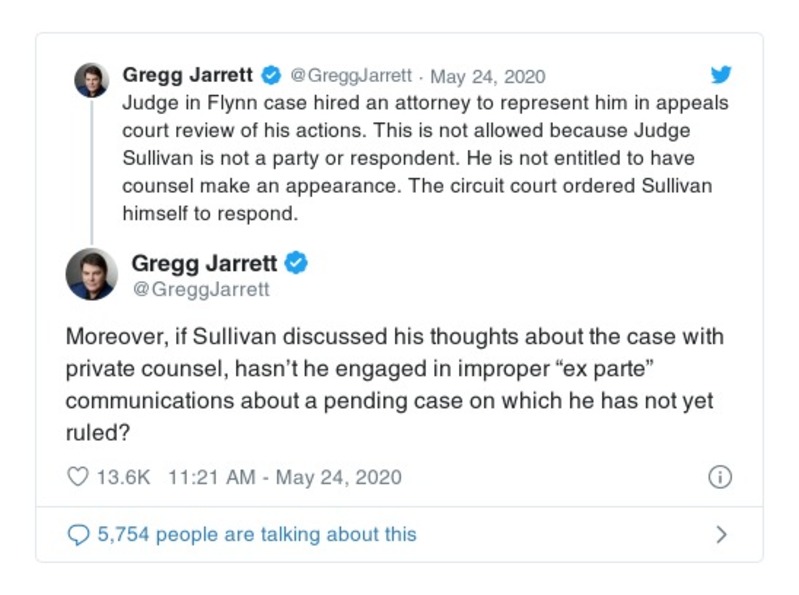 Gregg Jarrett @GreggJarrett · May 24, 2020
Judge in Flynn case hired an attorney to represent him in appeals
court review of his actions. This is not allowed because Judge
Sullivan is not a party or respondent. He is not entitled to have
counsel make an appearance. The circuit court ordered Sullivan
himself to respond.
Gregg Jarrett
@GreggJarrett
Moreover, if Sullivan discussed his thoughts about the case with
private counsel, hasn’t he engaged in improper “ex parte”
communications about a pending case on which he has not yet
ruled?
13.6K 11:21 AM - May 24, 2020
5,754 people are talking about this